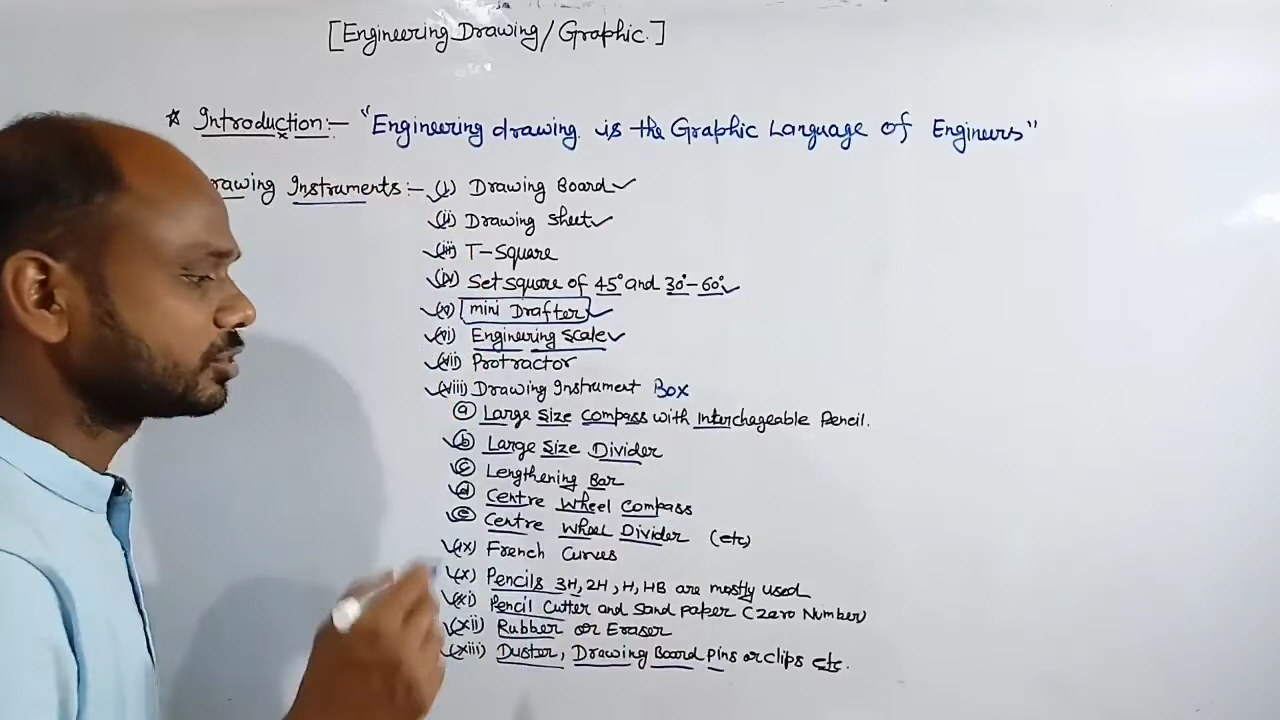 [Engineering Drawing/Graphic.]
☆ Introduction:- "Engineering drawing is the Graphic Language of Engineers"
rawing Instruments:- (i) Drawing Board✓
(ii) Drawing sheet✓
(iii) T-Square
(iv) Set square of 45° and 30°-60°✓
(v) mini Drafter✓
(vi) Engineering scale✓
(vii) Protractor
(viii) Drawing Instrument Box
(a) Large size compass with interchageable Pencil.
(b) Large size Divider
(c) Lengthening Bar
(d) Centre wheel compass
(e) Centre wheel Divider (etc)
(ix) French Curves
(x) Pencils 3H, 2H, H, HB are mostly used
(xi) Pencil Cutter and Sand paper (zero Number)
(xii) Rubber or Eraser
(xiii) Duster, Drawing Board Pins or clips etc.